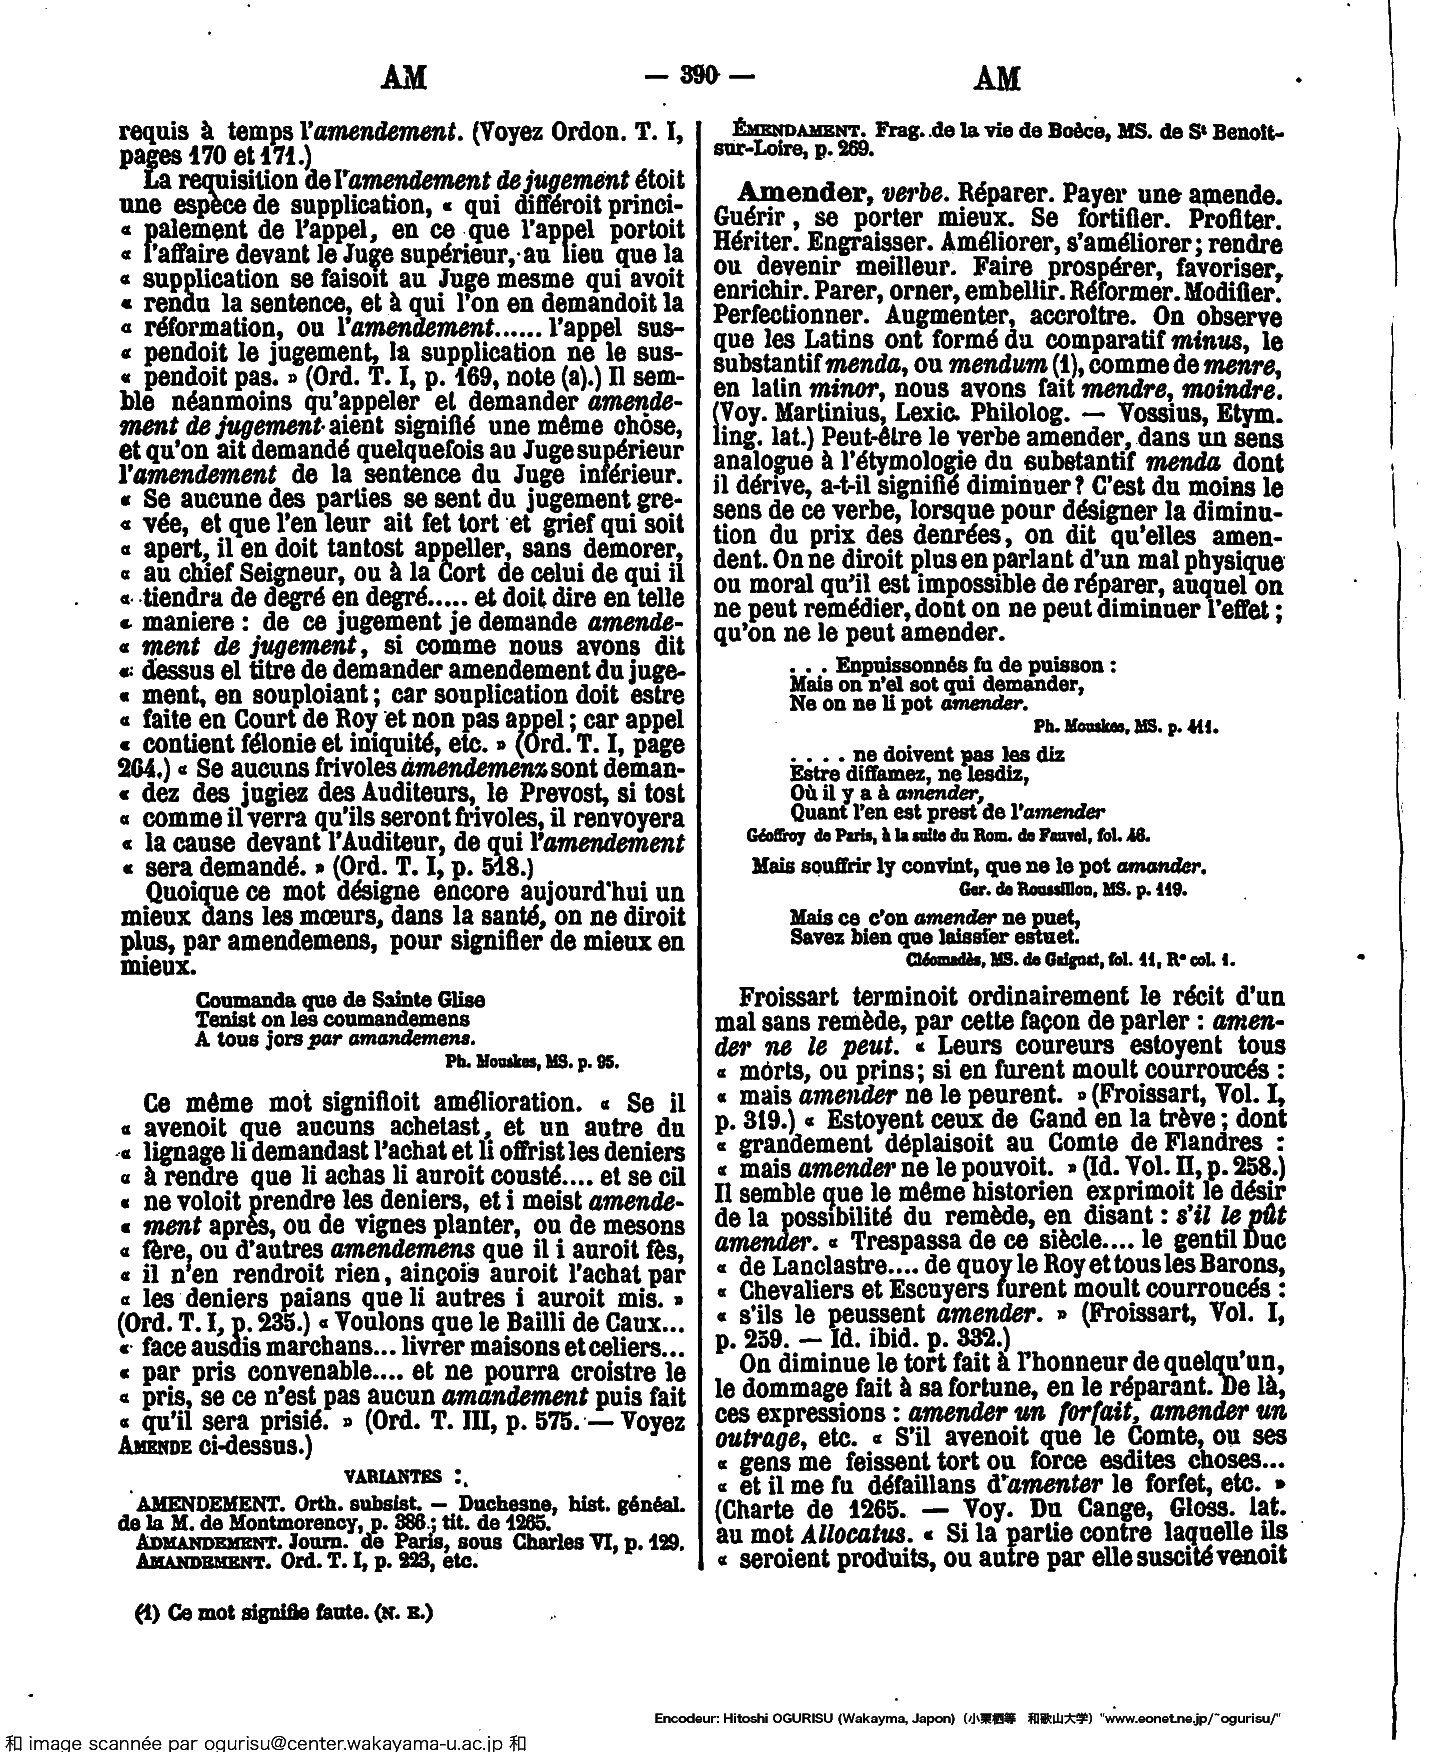 AM — 390 — AM
requis à temps l'amendement. (Voyez Ordon. T. I,
pages 170 et 171.)
La requisition de l'amendement de jugement étoit
une espèce de supplication, « qui différoit princi-
« palement de l'appel, en ce que l'appel portoit
« l'affaire devant le Juge supérieur, au lieu que la
« supplication se faisoit au Juge mesme qui avoit
« rendu la sentence, et à qui l'on en demandoit la
« réformation, ou l'amendement...... l'appel sus-
« pendoit le jugement, la supplication ne le sus-
« pendoit pas. » (Ord. T. I, p. 169, note (a).) Il sem-
ble néanmoins qu'appeler et demander amende-
ment de jugement aient signifié une même chose,
et qu'on ait demandé quelquefois au Juge supérieur
l'amendement de la sentence du Juge inférieur.
« Se aucune des parties se sent du jugement gre-
« vée, et que l'en leur ait fet tort et grief qui soit
« apert, il en doit tantost appeller, sans demorer,
« au chief Seigneur, ou à la Cort de celui de qui il
« tiendra de degré en degré..... et doit dire en telle
« maniere : de ce jugement je demande amende-
« ment de jugement, si comme nous avons dit
« dessus el titre de demander amendement du juge-
« ment, en souploiant ; car souplication doit estre
« faite en Court de Roy et non pas appel ; car appel
« contient félonie et iniquité, etc. » (Ord. T. I, page
264.) « Se aucuns frivoles amendemenz sont deman-
« dez des jugiez des Auditeurs, le Prevost, si tost
« comme il verra qu'ils seront frivoles, il renvoyera
« la cause devant l'Auditeur, de qui l'amendement
« sera demandé. » (Ord. T. I, p. 518.)
Quoique ce mot désigne encore aujourd'hui un
mieux dans les mœurs, dans la santé, on ne diroit
plus, par amendemens, pour signifier de mieux en
mieux.
Coumanda que de Sainte Glise
Tenist on les coumandemens
A tous jors par amandemens.
Ph. Mouskes, MS. p. 95.
Ce même mot signifioit amélioration. « Se il
« avenoit que aucuns achetast, et un autre du
« lignage li demandast l'achat et li offrist les deniers
« à rendre que li achas li auroit cousté.... et se cil
« ne voloit prendre les deniers, et i meist amende-
« ment après, ou de vignes planter, ou de mesons
« fère, ou d'autres amendemens que il i auroit fès,
« il n'en rendroit rien, ainçois auroit l'achat par
« les deniers paians que li autres i auroit mis. »
(Ord. T. I, p. 235.) « Voulons que le Bailli de Caux...
« face ausdis marchans... livrer maisons et celiers...
« par pris convenable.... et ne pourra croistre le
« pris, se ce n'est pas aucun amandement puis fait
« qu'il sera prisié. » (Ord. T. III, p. 575. — Voyez
AMENDE ci-dessus.)
VARIANTES :
AMENDEMENT. Orth. subsist. — Duchesne, hist. généal.
de la M. de Montmorency, p. 386.; tit. de 1265.
ADMANDEMENT. Journ. de Paris, sous Charles VI, p. 129.
AMANDEMENT. Ord. T. I, p. 223, etc.
(1) Ce mot signifie faute. (N. E.)
ÉMENDAMENT. Frag. de la vie de Boèce, MS. de St Benoît-
sur-Loire, p. 269.
Amender, verbe. Réparer. Payer une amende.
Guérir, se porter mieux. Se fortifier. Profiter.
Hériter. Engraisser. Améliorer, s'améliorer ; rendre
ou devenir meilleur. Faire prospérer, favoriser,
enrichir. Parer, orner, embellir. Réformer. Modifier.
Perfectionner. Augmenter, accroître. On observe
que les Latins ont formé du comparatif minus, le
substantif menda, ou mendum (1), comme de menre,
en latin minor, nous avons fait mendre, moindre.
(Voy. Martinius, Lexic. Philolog. — Vossius, Etym.
ling. lat.) Peut-être le verbe amender, dans un sens
analogue à l'étymologie du substantif menda dont
il dérive, a-t-il signifié diminuer ? C'est du moins le
sens de ce verbe, lorsque pour désigner la diminu-
tion du prix des denrées, on dit qu'elles amen-
dent. On ne diroit plus en parlant d'un mal physique
ou moral qu'il est impossible de réparer, auquel on
ne peut remédier, dont on ne peut diminuer l'effet ;
qu'on ne le peut amender.
. . . Enpuissonnés fu de puison :
Mais on n'el sot qui demander,
Ne on ne li pot amender.
Ph. Mouskes, MS. p. 411.
. . . . ne doivent pas les diz
Estre diffamez, ne lesdiz,
Où il y a à amender,
Quant l'en est prest de l'amender
Géoffroy de Paris, à la suite du Rom. de Fauvel, fol. 46.
Mais souffrir ly convint, que ne le pot amander.
Ger. de Roussillon, MS. p. 119.
Mais ce c'on amender ne puet,
Savez bien que laissier estuet.
Cléomadès, MS. de Gaignat, fol. 11, R° col. 1.
Froissart terminoit ordinairement le récit d'un
mal sans remède, par cette façon de parler : amen-
der ne le peut. « Leurs coureurs estoyent tous
« morts, ou prins ; si en furent moult courroucés :
« mais amender ne le peurent. » (Froissart, Vol. I,
p. 319.) « Estoyent ceux de Gand en la trève ; dont
« grandement déplaisoit au Comte de Flandres :
« mais amender ne le pouvoit. » (Id. Vol. II, p. 258.)
Il semble que le même historien exprimoit le désir
de la possibilité du remède, en disant : s'il le pût
amender. « Trespassa de ce siècle.... le gentil Duc
« de Lanclastre.... de quoy le Roy et tous les Barons,
« Chevaliers et Escuyers furent moult courroucés :
« s'ils le peussent amender. » (Froissart, Vol. I,
p. 259. — Id. ibid. p. 332.)
On diminue le tort fait à l'honneur de quelqu'un,
le dommage fait à sa fortune, en le réparant. De là,
ces expressions : amender un forfait, amender un
outrage, etc. « S'il avenoit que le Comte, ou ses
« gens me feissent tort ou force esdites choses...
« et il me fu défaillans d'amenter le forfet, etc. »
(Charte de 1265. — Voy. Du Cange, Gloss. lat.
au mot Allocatus. « Si la partie contre laquelle ils
« seroient produits, ou autre par elle suscité venoit
Encodeur: Hitoshi OGURISU (Wakayma, Japon) (小栗栖等 和歌山大学) "www.eonet.ne.jp/~ogurisu/"
和 image scannée par ogurisu@center.wakayama-u.ac.jp 和